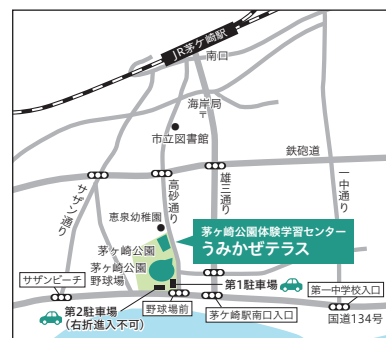 JR茅ケ崎駅
南口
海岸局
〒
市立図書館
鉄砲道
サザン通り
高砂通り
雄三通り
一中通り
恵泉幼稚園
茅ヶ崎公園体験学習センター
うみかぜテラス
茅ヶ崎公園
茅ヶ崎公園
野球場
サザンビーチ
第1駐車場
第一中学校入口
第2駐車場
(右折進入不可)
野球場前
茅ヶ崎駅南口入口
国道134号